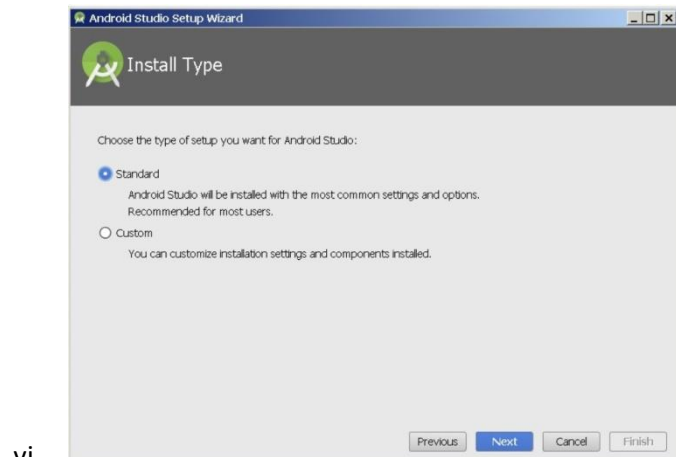 Android Studio Setup Wizard
Install Type
Choose the type of setup you want for Android Studio:
Standard
Android Studio will be installed with the most common settings and options.
Recommended for most users.
Custom
You can customize installation settings and components installed.
Previous Next Cancel Finish
vi